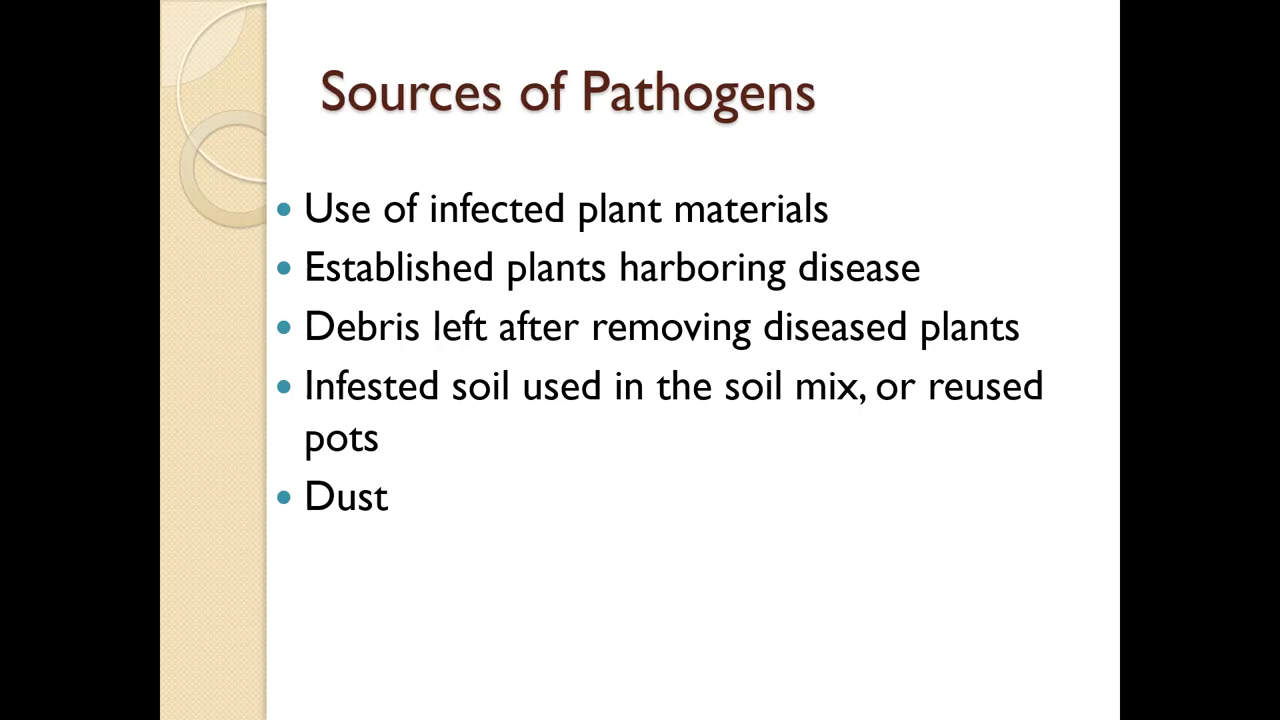 Sources of Pathogens
• Use of infected plant materials
• Established plants harboring disease
• Debris left after removing diseased plants
• Infested soil used in the soil mix, or reused
pots
• Dust